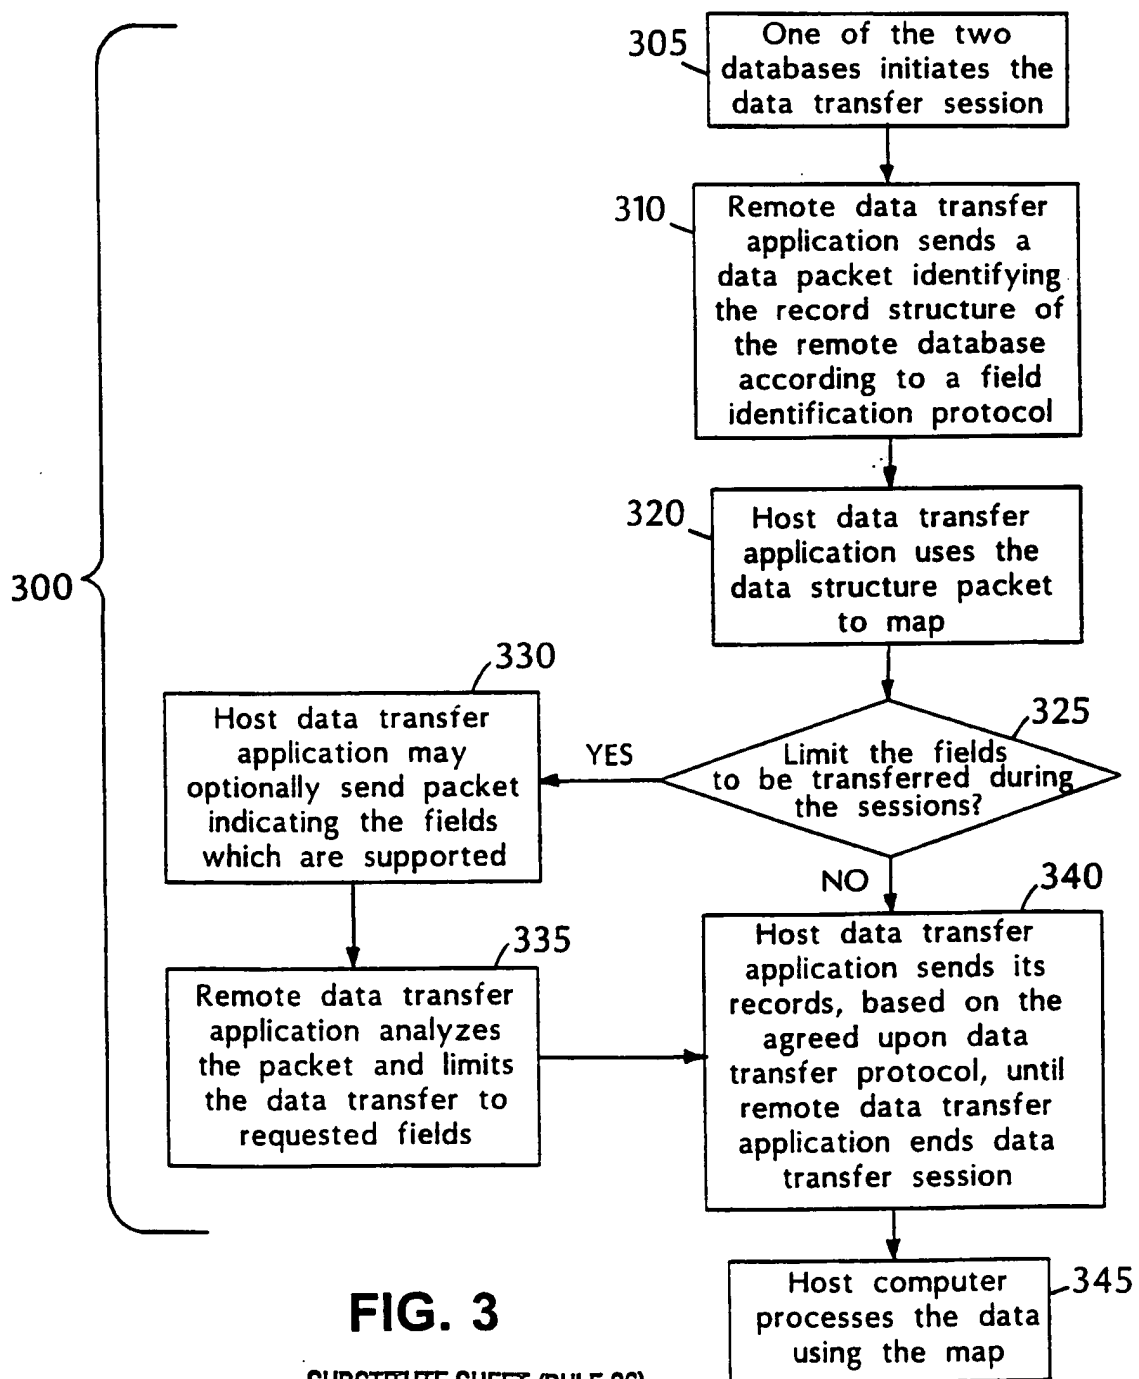 305
One of the two
databases initiates the
data transfer session
310
Remote data transfer
application sends a
data packet identifying
the record structure of
the remote database
according to a field
identification protocol
320
Host data transfer
application uses the
data structure packet
to map
300
325
Limit the fields
to be transferred during
the sessions?
YES
NO
330
Host data transfer
application may
optionally send packet
indicating the fields
which are supported
335
Remote data transfer
application analyzes
the packet and limits
the data transfer to
requested fields
340
Host data transfer
application sends its
records, based on the
agreed upon data
transfer protocol, until
remote data transfer
application ends data
transfer session
345
Host computer
processes the data
using the map
FIG. 3
SUBSTITUTE SHEET (RULE 26)